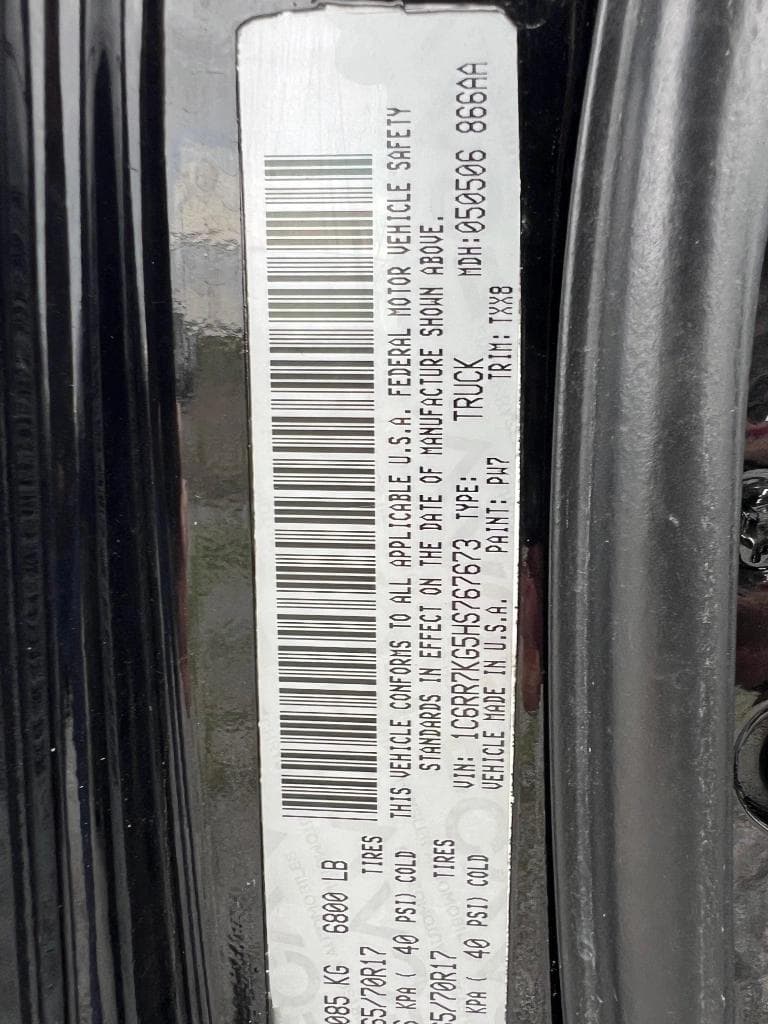 085 KG 6800 LB
65/70R17 TIRES
KPA ( 40 PSI) COLD
65/70R17 TIRES
KPA ( 40 PSI) COLD
THIS VEHICLE CONFORMS TO ALL APPLICABLE U.S.A. FEDERAL MOTOR VEHICLE SAFETY
STANDARDS IN EFFECT ON THE DATE OF MANUFACTURE SHOWN ABOVE.
VIN: 1C6RR7KG5HS767673 TYPE: TRUCK MDH:050506 866AA
VEHICLE MADE IN U.S.A. PAINT: PW7 TRIM: TXX8